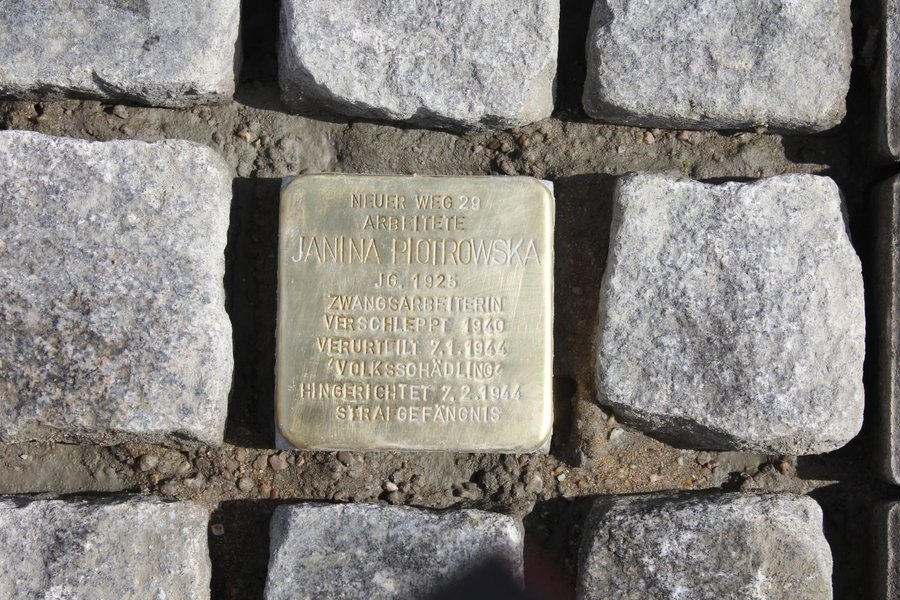 NEUER WEG 29
ARBEITETE
JANINA PIOTROWSKA
JG. 1925
ZWANGSARBEITERIN
VERSCHLEPPT 1940
VERURTEILT 7.1.1944
'VOLKSSCHÄDLING'
HINGERICHTET 7.2.1944
STRAFGEFÄNGNIS